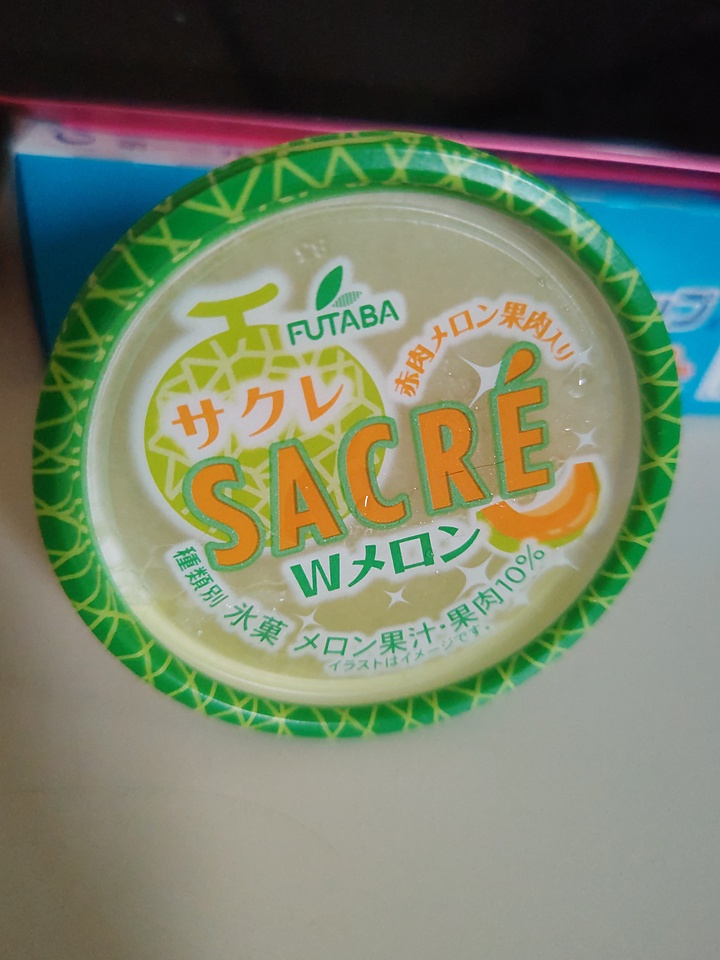 FUTABA
赤肉メロン果肉入り
サクレ
SACRÉ
Wメロン
種類別 氷菓 メロン果汁・果肉10%
イラストはイメージです。
ップ